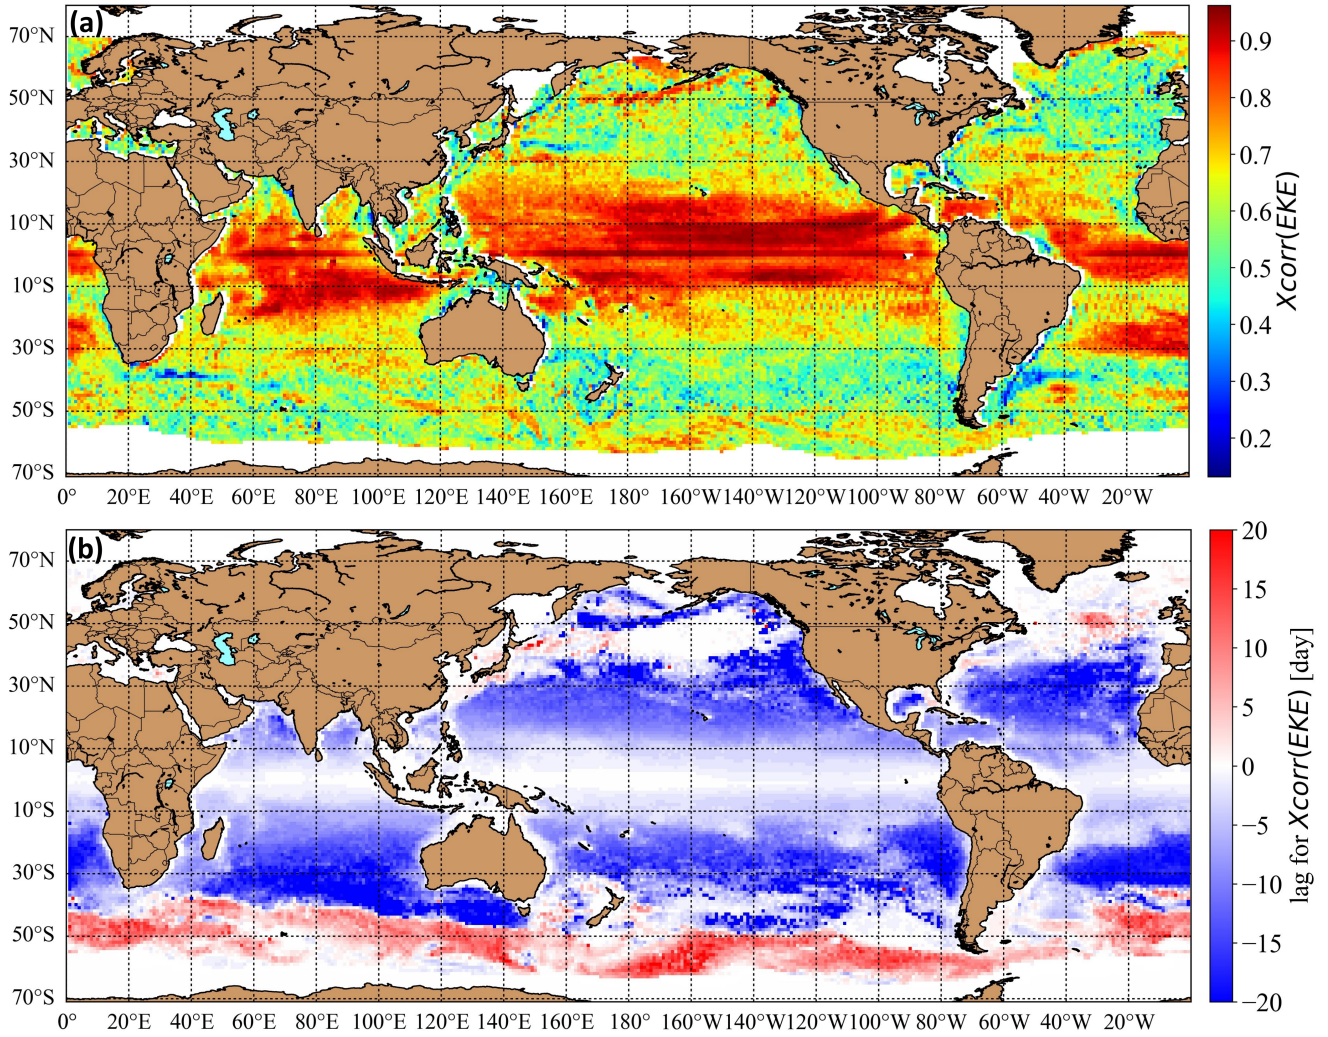 (a)
70°N
50°N
30°N
10°N
10°S
30°S
50°S
70°S
0° 20°E 40°E 60°E 80°E 100°E 120°E 140°E 160°E 180° 160°W 140°W 120°W 100°W 80°W 60°W 40°W 20°W
0.9
0.8
0.7
0.6
0.5
0.4
0.3
0.2
Xcorr(EKE)
(b)
70°N
50°N
30°N
10°N
10°S
30°S
50°S
70°S
0° 20°E 40°E 60°E 80°E 100°E 120°E 140°E 160°E 180° 160°W 140°W 120°W 100°W 80°W 60°W 40°W 20°W
20
15
10
5
0
−5
−10
−15
−20
lag for Xcorr(EKE) [day]